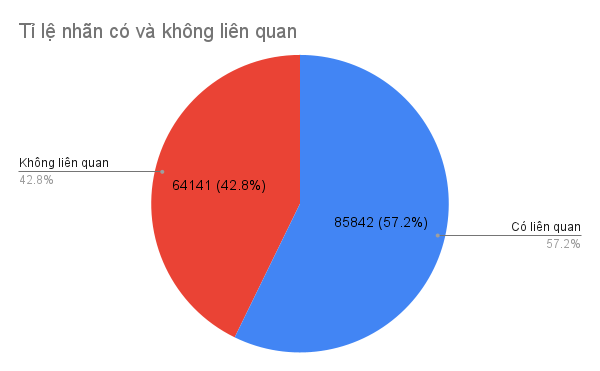 Tỉ lệ nhãn có và không liên quan
Không liên quan
42.8%
64141 (42.8%)
85842 (57.2%)
Có liên quan
57.2%